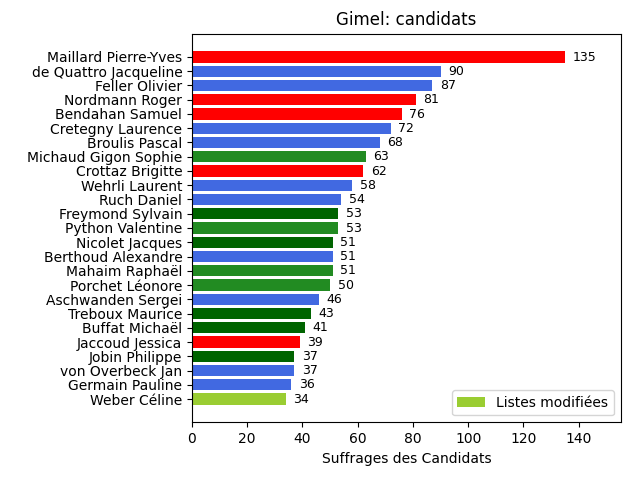 Gimel: candidats
Maillard Pierre-Yves 135
de Quattro Jacqueline 90
Feller Olivier 87
Nordmann Roger 81
Bendahan Samuel 76
Cretegny Laurence 72
Broulis Pascal 68
Michaud Gigon Sophie 63
Crottaz Brigitte 62
Wehrli Laurent 58
Ruch Daniel 54
Freymond Sylvain 53
Python Valentine 53
Nicolet Jacques 51
Berthoud Alexandre 51
Mahaim Raphaël 51
Porchet Léonore 50
Aschwanden Sergei 46
Treboux Maurice 43
Buffat Michaël 41
Jaccoud Jessica 39
Jobin Philippe 37
von Overbeck Jan 37
Germain Pauline 36
Weber Céline 34
Listes modifiées
0 20 40 60 80 100 120 140
Suffrages des Candidats